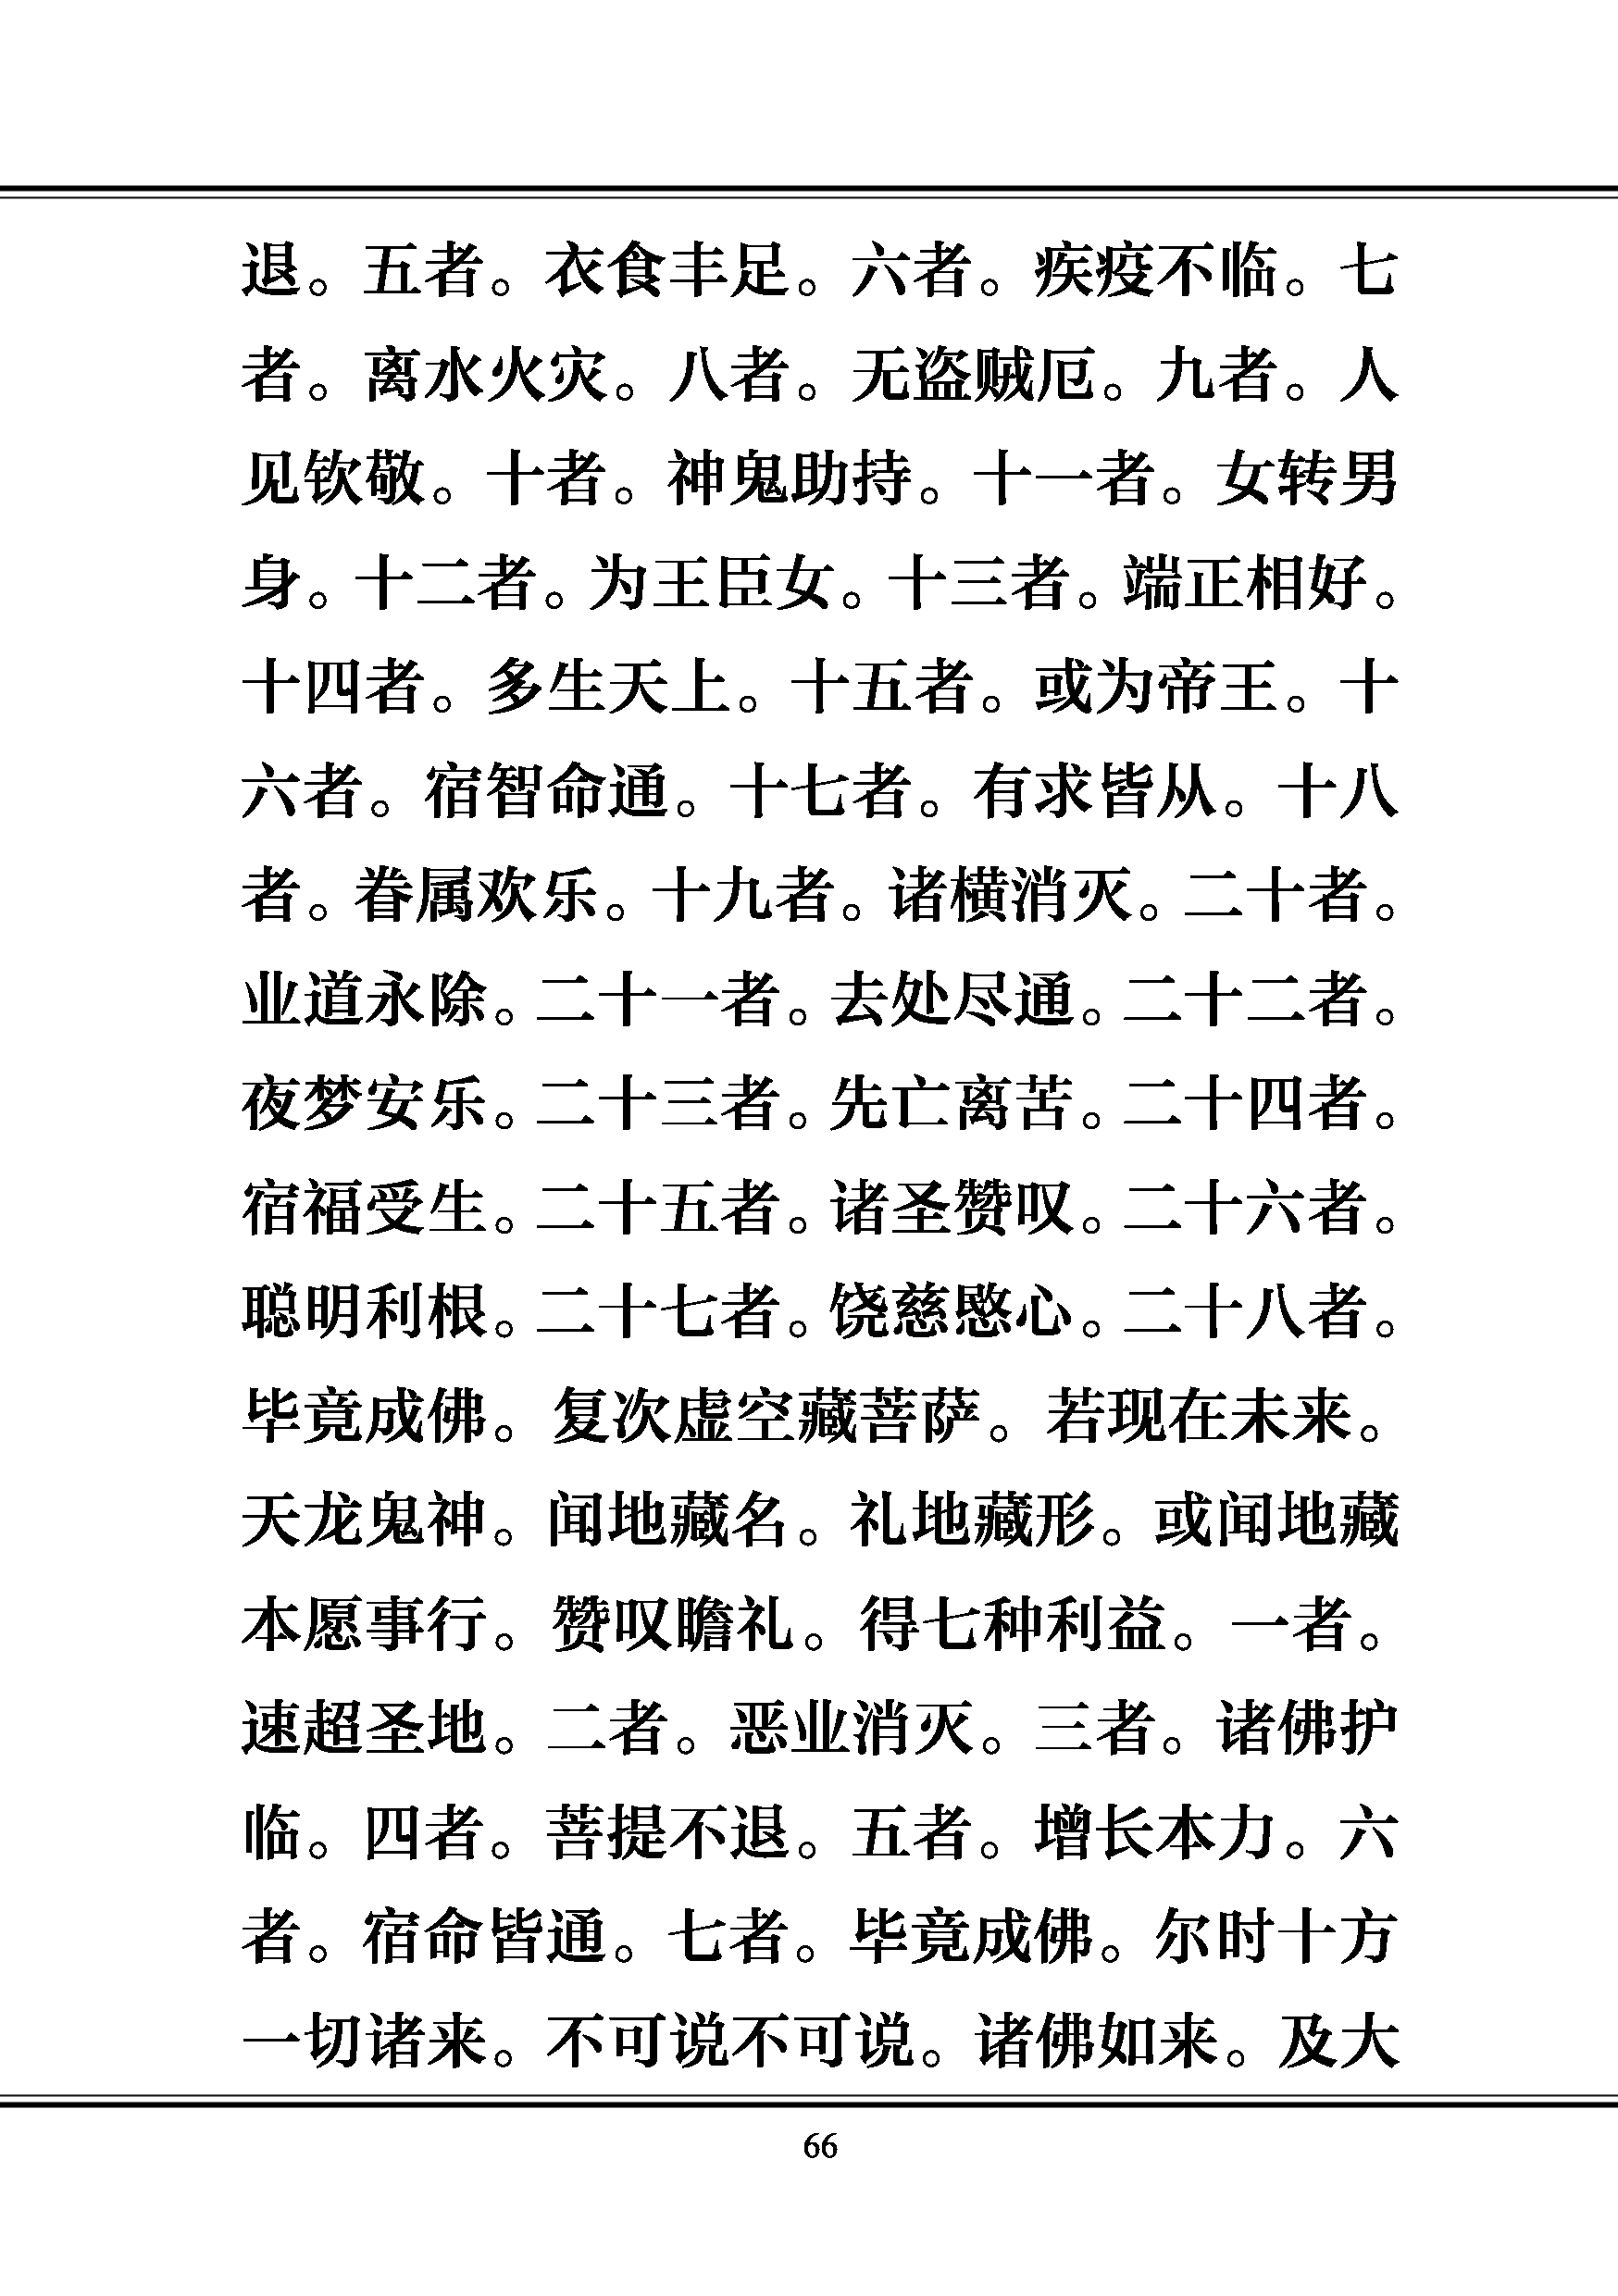 退。五者。衣食丰足。六者。疾疫不临。七
者。离水火灾。八者。无盗贼厄。九者。人
见钦敬。十者。神鬼助持。十一者。女转男
身。十二者。为王臣女。十三者。端正相好。
十四者。多生天上。十五者。或为帝王。十
六者。宿智命通。十七者。有求皆从。十八
者。眷属欢乐。十九者。诸横消灭。二十者。
业道永除。二十一者。去处尽通。二十二者。
夜梦安乐。二十三者。先亡离苦。二十四者。
宿福受生。二十五者。诸圣赞叹。二十六者。
聪明利根。二十七者。饶慈愍心。二十八者。
毕竟成佛。复次虚空藏菩萨。若现在未来。
天龙鬼神。闻地藏名。礼地藏形。或闻地藏
本愿事行。赞叹瞻礼。得七种利益。一者。
速超圣地。二者。恶业消灭。三者。诸佛护
临。四者。菩提不退。五者。增长本力。六
者。宿命皆通。七者。毕竟成佛。尔时十方
一切诸来。不可说不可说。诸佛如来。及大
66